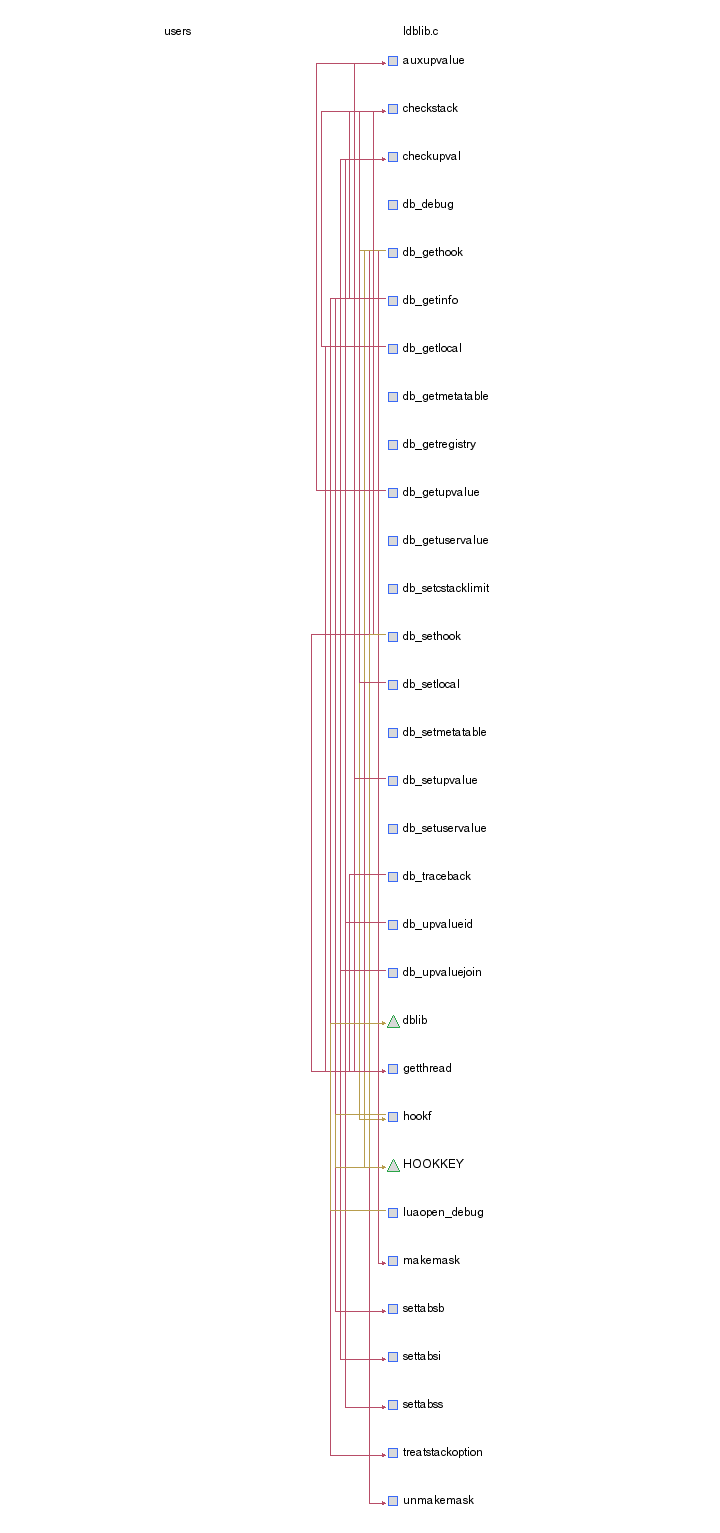 users ldblib.c
auxupvalue
checkstack
checkupval
db_debug
db_gethook
db_getinfo
db_getlocal
db_getmetatable
db_getregistry
db_getupvalue
db_getuservalue
db_setcstacklimit
db_sethook
db_setlocal
db_setmetatable
db_setupvalue
db_setuservalue
db_traceback
db_upvalueid
db_upvaluejoin
dblib
getthread
hookf
HOOKKEY
luaopen_debug
makemask
settabsb
settabsi
settabss
treatstackoption
unmakemask